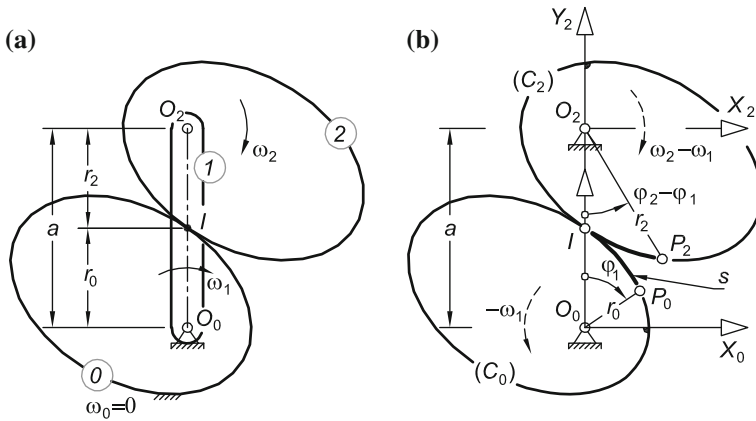 (a)
O₂
2
ω₂
1
r₂
a
I
r₀
ω₁
O₀
0
ω₀=0
(b)
Y₂
(C₂)
X₂
O₂
ω₂–ω₁
φ₂–φ₁
r₂
a
I
P₂
φ₁
s
–ω₁
O₀
r₀
P₀
X₀
(C₀)